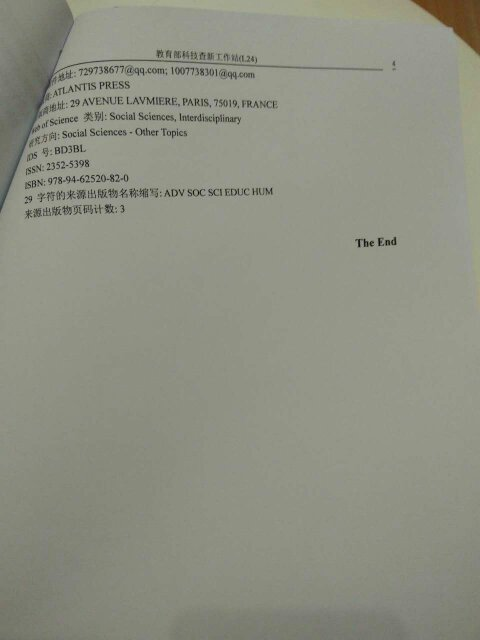 教育部科技查新工作站(L24)
4
地址: 729738677@qq.com; 1007738301@qq.com
ATLANTIS PRESS
地址: 29 AVENUE LAVMIERE, PARIS, 75019, FRANCE
Web of Science 类别: Social Sciences, Interdisciplinary
研究方向: Social Sciences - Other Topics
IDS 号: BD3BL
ISSN: 2352-5398
ISBN: 978-94-62520-82-0
29 字符的来源出版物名称缩写: ADV SOC SCI EDUC HUM
来源出版物页码计数: 3
The End